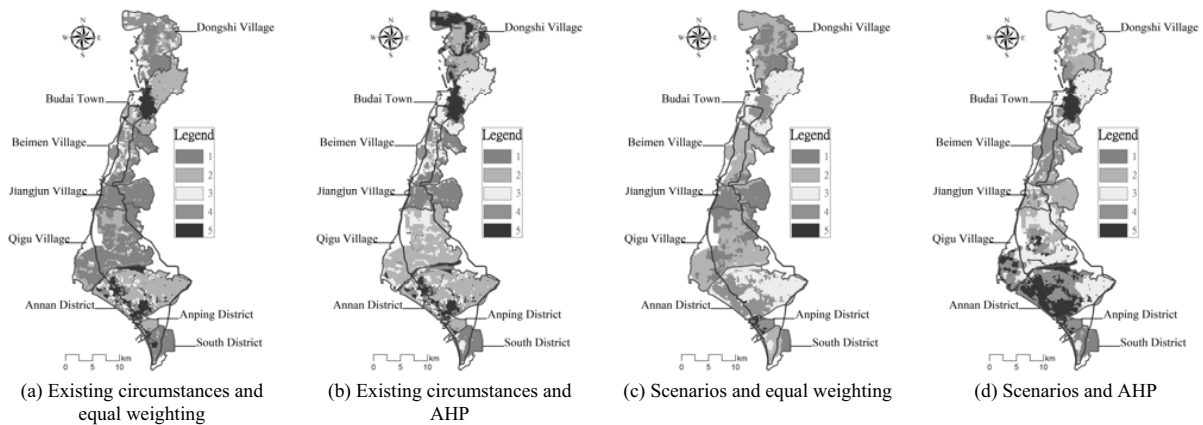 N
W E
S
Dongshi Village
Budai Town
Beimen Village
Jiangjun Village
Qigu Village
Annan District
Anping District
South District
Legend
1
2
3
4
5
0 5 10 km
(a) Existing circumstances and
equal weighting
N
W E
S
Dongshi Village
Budai Town
Beimen Village
Jiangjun Village
Qigu Village
Annan District
Anping District
South District
Legend
1
2
3
4
5
0 5 10 km
(b) Existing circumstances and
AHP
N
W E
S
Dongshi Village
Budai Town
Beimen Village
Jiangjun Village
Qigu Village
Annan District
Anping District
South District
Legend
1
2
3
4
5
0 5 10 km
(c) Scenarios and equal weighting
N
W E
S
Dongshi Village
Budai Town
Beimen Village
Jiangjun Village
Qigu Village
Annan District
Anping District
South District
Legend
1
2
3
4
5
0 5 10 km
(d) Scenarios and AHP